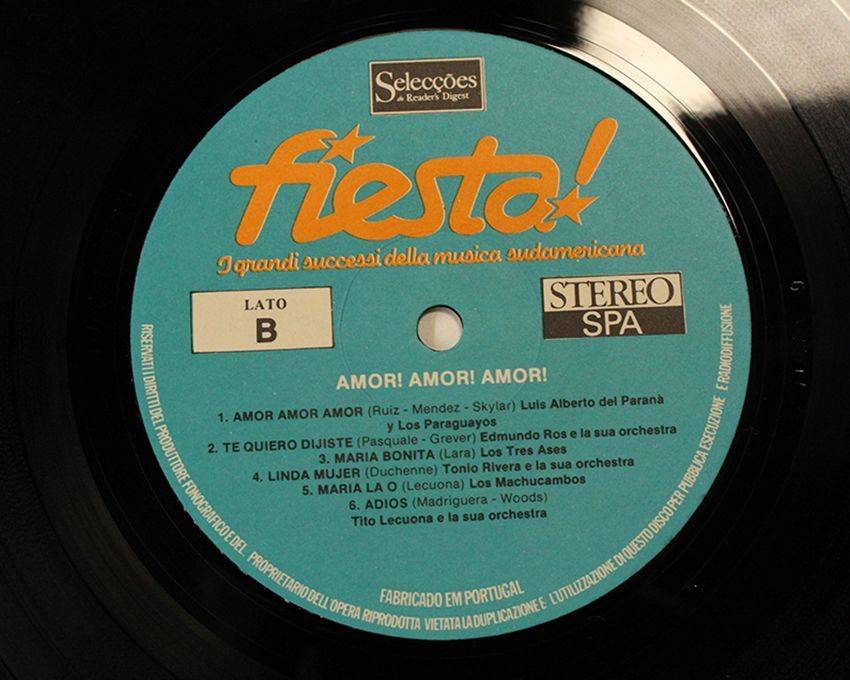 Selecções
do Reader's Digest
fiesta!
I grandi successi della musica sudamericana
LATO
B
STEREO
SPA
AMOR! AMOR! AMOR!
1. AMOR AMOR AMOR (Ruiz - Mendez - Skylar) Luis Alberto del Paranà
y Los Paraguayos
2. TE QUIERO DIJISTE (Pasquale - Grever) Edmundo Ros e la sua orchestra
3. MARIA BONITA (Lara) Los Tres Ases
4. LINDA MUJER (Duchenne) Tonio Rivera e la sua orchestra
5. MARIA LA O (Lecuona) Los Machucambos
6. ADIOS (Madriguera - Woods)
Tito Lecuona e la sua orchestra
FABRICADO EM PORTUGAL
RISERVATI I DIRITTI DEL PRODUTTORE FONOGRAFICO E DEL PROPRIETARIO DELL'OPERA RIPRODOTTA VIETATA LA DUPLICAZIONE E L'UTILIZZAZIONE DI QUESTO DISCO PER PUBBLICA ESECUZIONE E RADIODIFFUSIONE